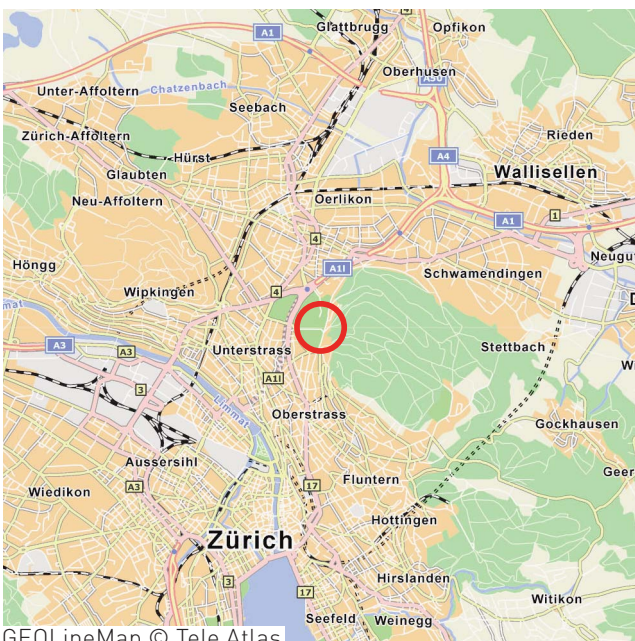 Glattbrugg
Opfikon
A1
Oberhusen
Unter-Affoltern
Chatzenbach
Seebach
Zürich-Affoltern
Rieden
Hürst
A4
Glaubten
Wallisellen
Neu-Affoltern
Oerlikon
1
A1
4
Neugu
Höngg
A1l
Schwamendingen
Wipkingen
4
A3
A3
Unterstrass
Stettbach
A1l
3
Limmat
Oberstrass
Gockhausen
Aussersihl
Geer
Wiedikon
A3
17
Fluntern
Hottingen
Zürich
Hirslanden
3
17
Witikon
Seefeld
Weinegg
GEOLineMap © Tele Atlas